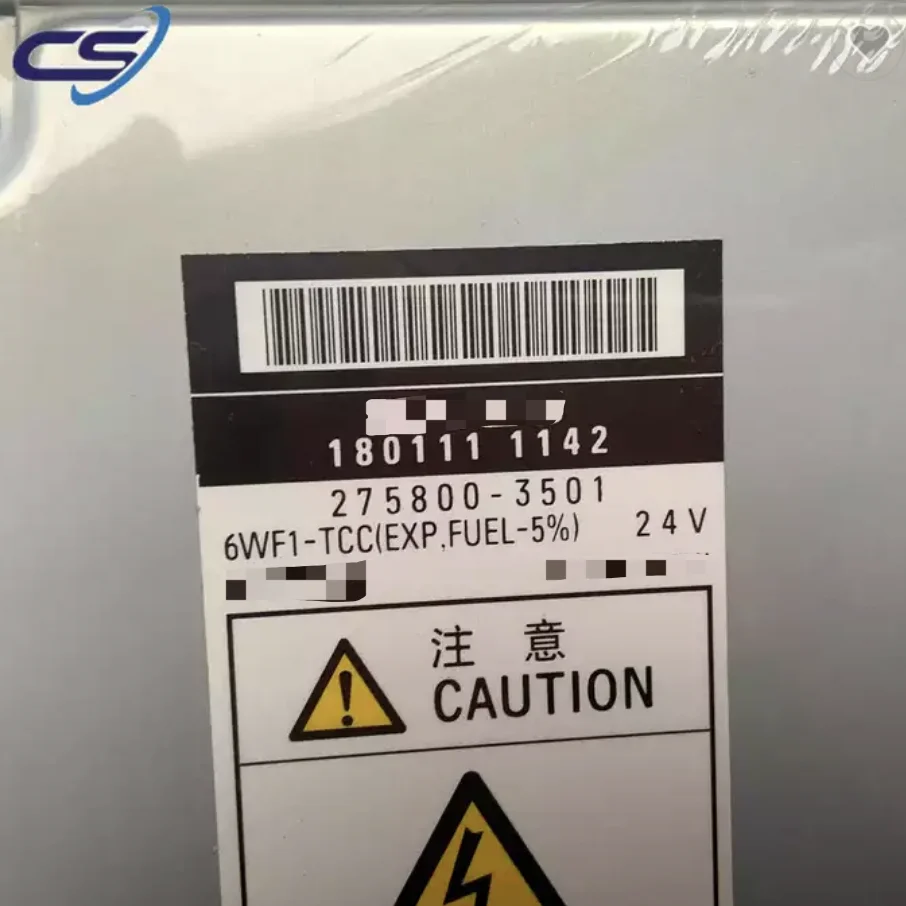 CS
180111 1142
275800-3501
6WF1-TCC(EXP.FUEL-5%) 24V
注意
CAUTION